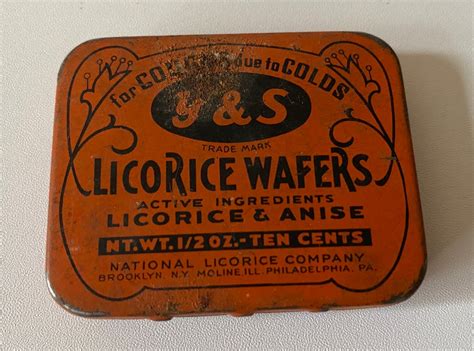 for COUGHS due to COLDS
Y & S
TRADE MARK
LICORICE WAFERS
ACTIVE INGREDIENTS
LICORICE & ANISE
NT. WT. 1/2 OZ.-TEN CENTS
NATIONAL LICORICE COMPANY
BROOKLYN, N.Y. MOLINE ILL. PHILADELPHIA, PA.